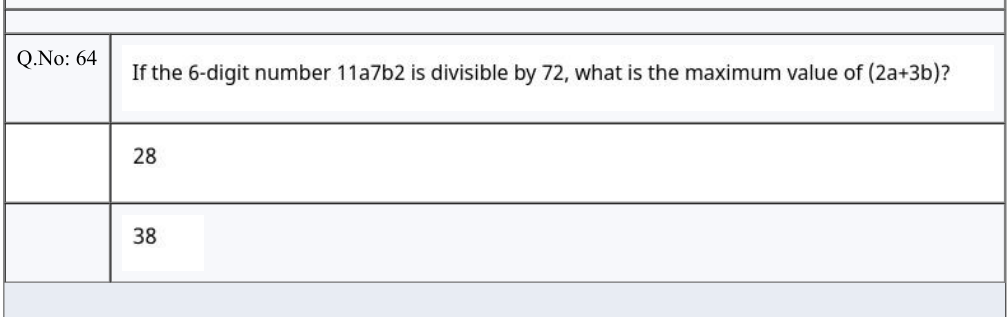 Q.No: 64
If the 6-digit number 11a7b2 is divisible by 72, what is the maximum value of (2a+3b)?
28
38